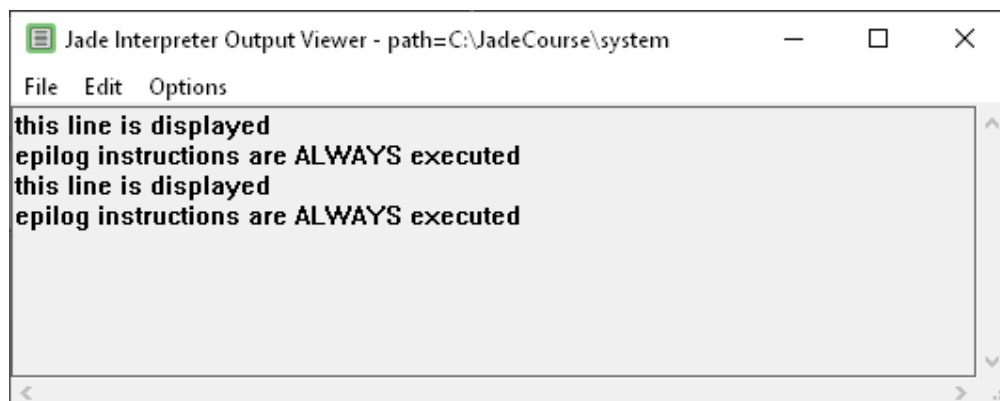 Jade Interpreter Output Viewer - path=C:\JadeCourse\system
File Edit Options
this line is displayed
epilog instructions are ALWAYS executed
this line is displayed
epilog instructions are ALWAYS executed